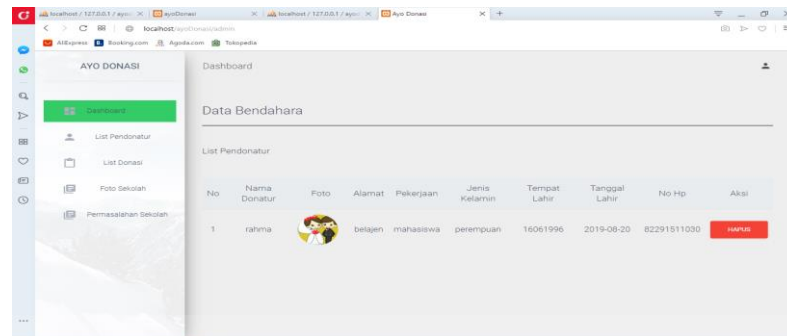 localhost / 127.0.0.1 / ayo
ayoDonasi
localhost / 127.0.0.1 / ayo
Ayo Donasi
localhost/ayoDonasi/admin
AliExpress Booking.com Agoda.com Tokopedia
AYO DONASI
Dashboard
Dashboard
List Pendonatur
List Donasi
Foto Sekolah
Permasalahan Sekolah
Data Bendahara
List Pendonatur
No Nama Donatur Foto Alamat Pekerjaan Jenis Kelamin Tempat Lahir Tanggal Lahir No Hp Aksi
1 rahma belajen mahasiswa perempuan 16061996 2019-08-20 82291511030 HAPUS